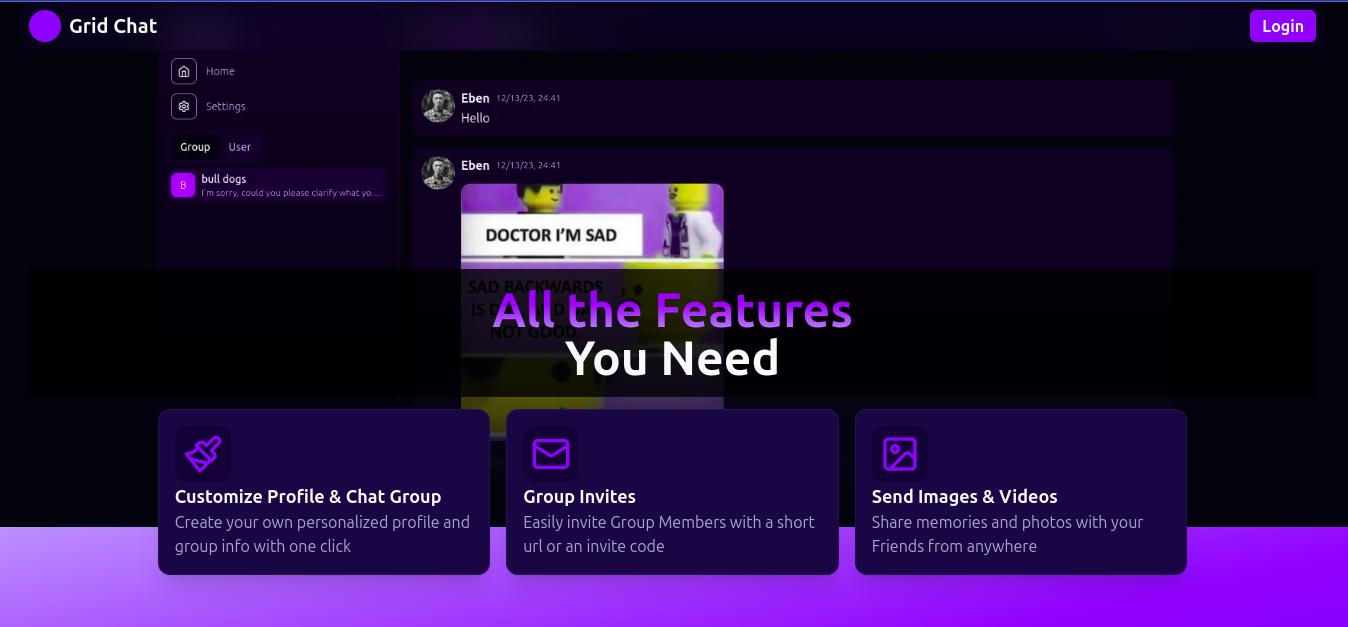 Grid Chat
Login
Home
Settings
Group User
B
bull dogs
I'm sorry, could you please clarify what yo...
Eben 12/13/23, 24:41
Hello
Eben 12/13/23, 24:41
DOCTOR I'M SAD
SAD BACKWARDS
NOT GOOD.
All the Features
You Need
Customize Profile & Chat Group
Create your own personalized profile and
group info with one click
Group Invites
Easily invite Group Members with a short
url or an invite code
Send Images & Videos
Share memories and photos with your
Friends from anywhere